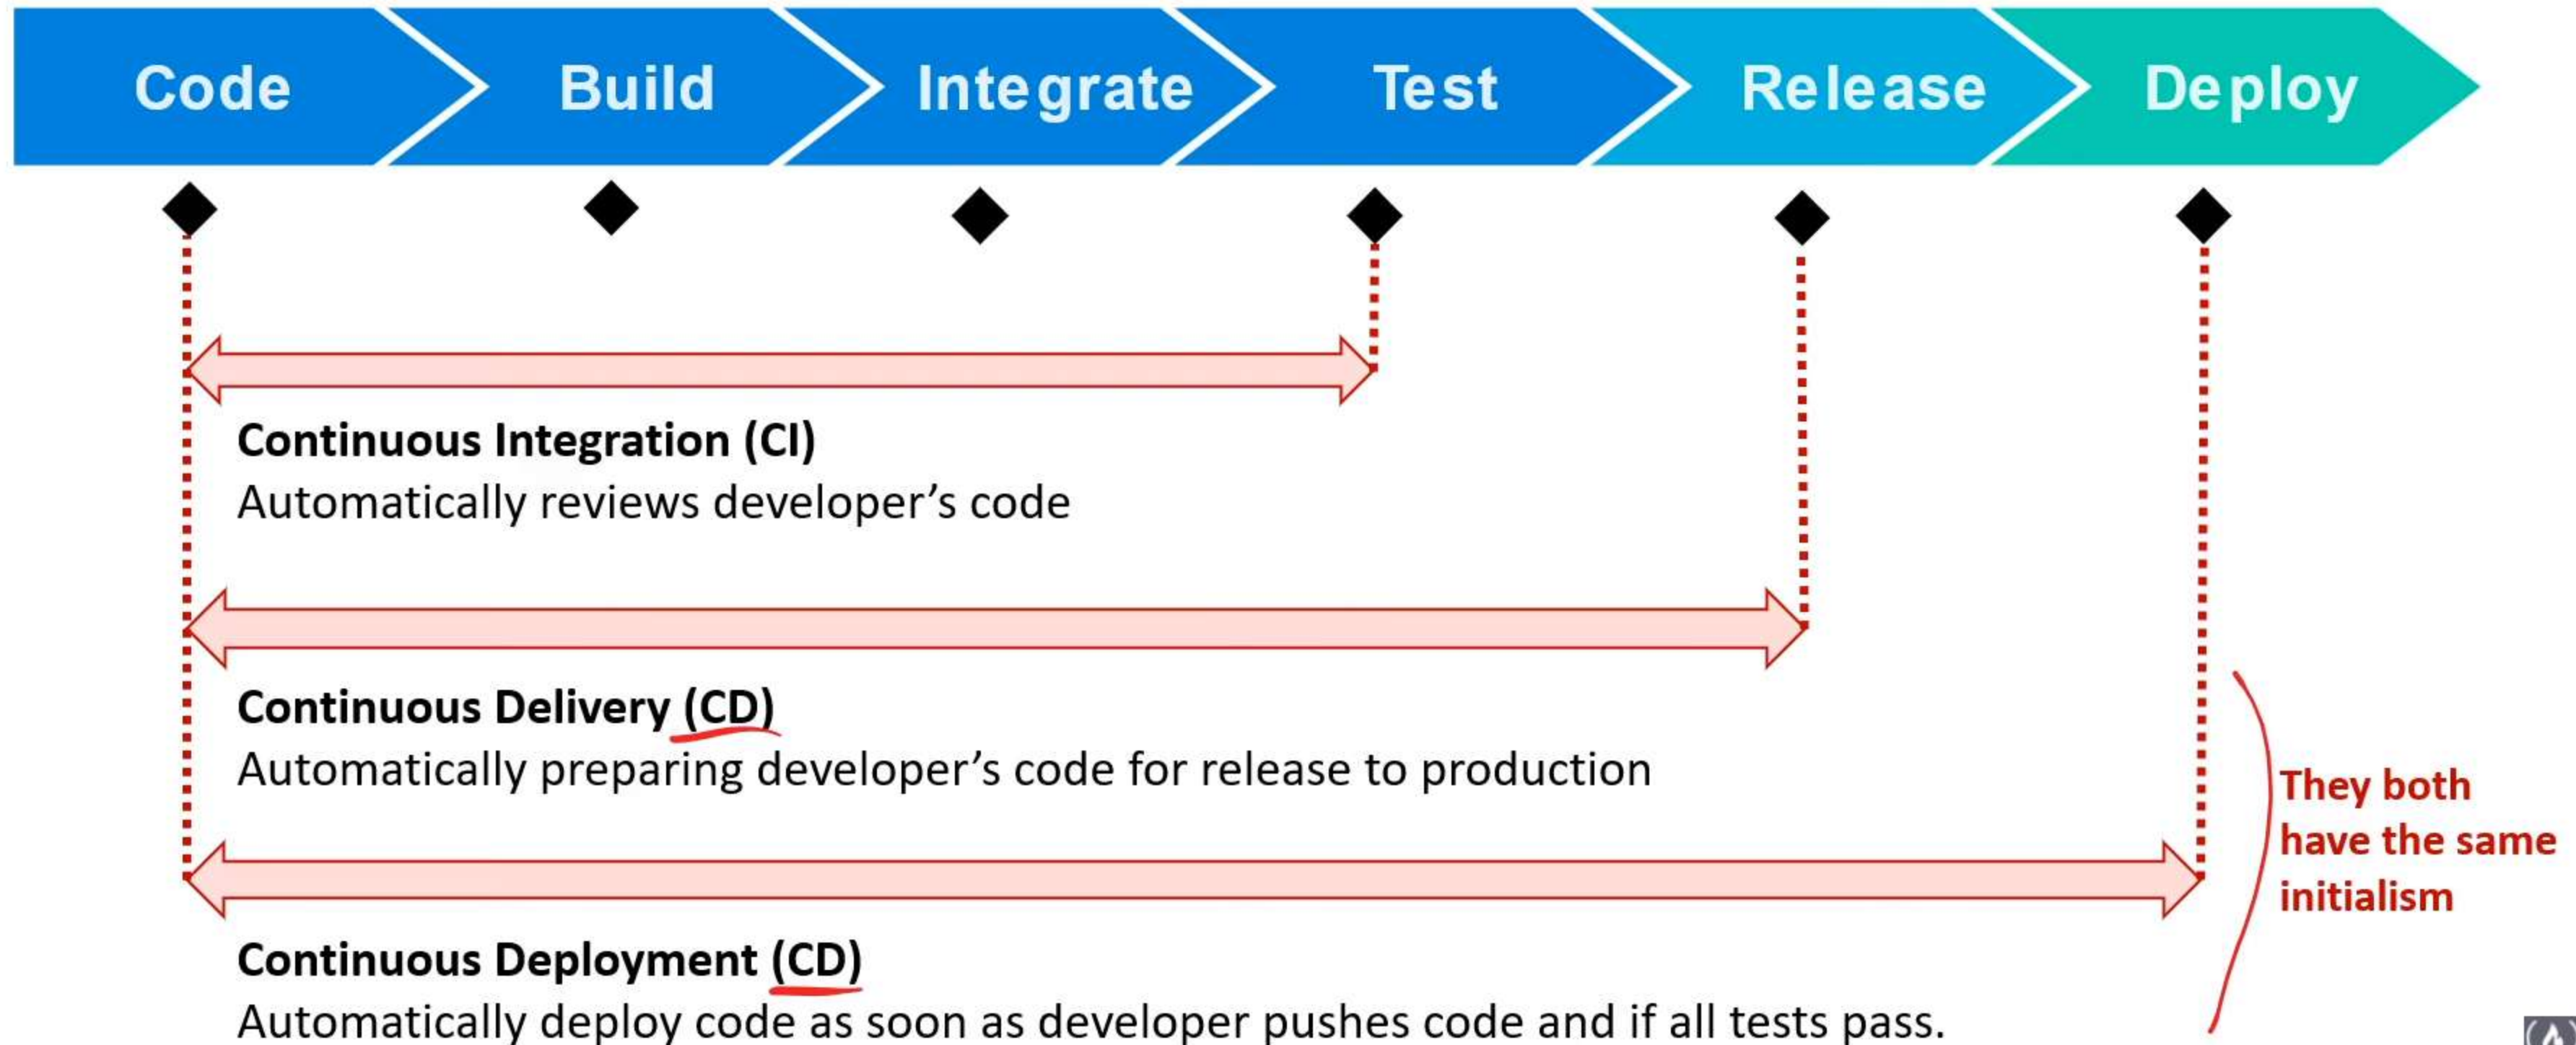 Code
Build
Integrate
Test
Release
Deploy
Continuous Integration (CI)
Automatically reviews developer’s code
Continuous Delivery (CD)
Automatically preparing developer’s code for release to production
Continuous Deployment (CD)
Automatically deploy code as soon as developer pushes code and if all tests pass.
They both
have the same
initialism